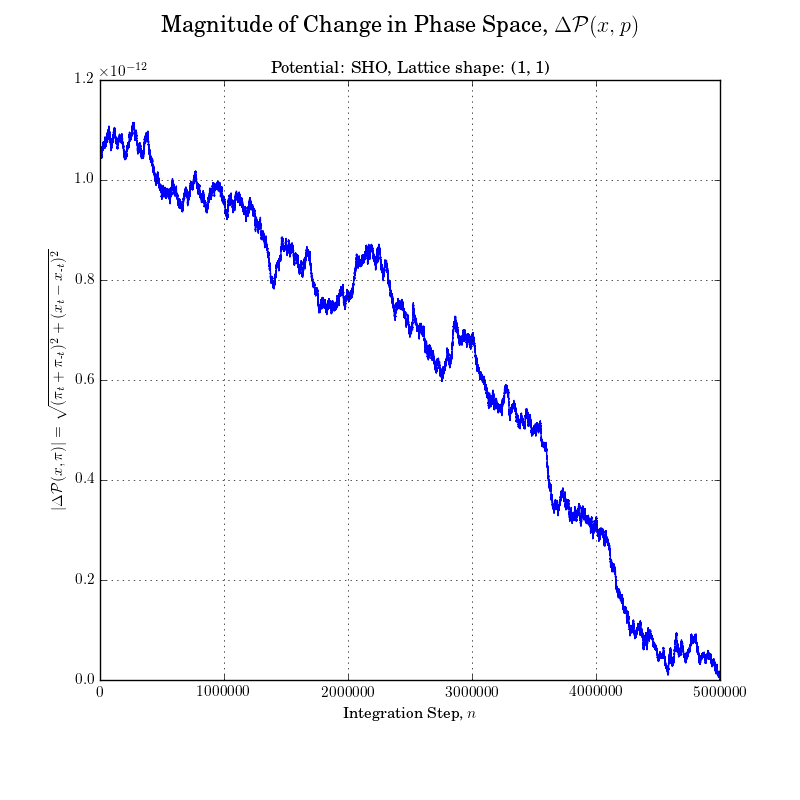 Magnitude of Change in Phase Space, Δ𝒫(x, p)
×10⁻¹²
Potential: SHO, Lattice shape: (1, 1)
1.2
1.0
0.8
0.6
0.4
0.2
0.0
|Δ𝒫(x, π)| = √(π_t + π_-t)² + (x_t − x_-t)²
0 1000000 2000000 3000000 4000000 5000000
Integration Step, n